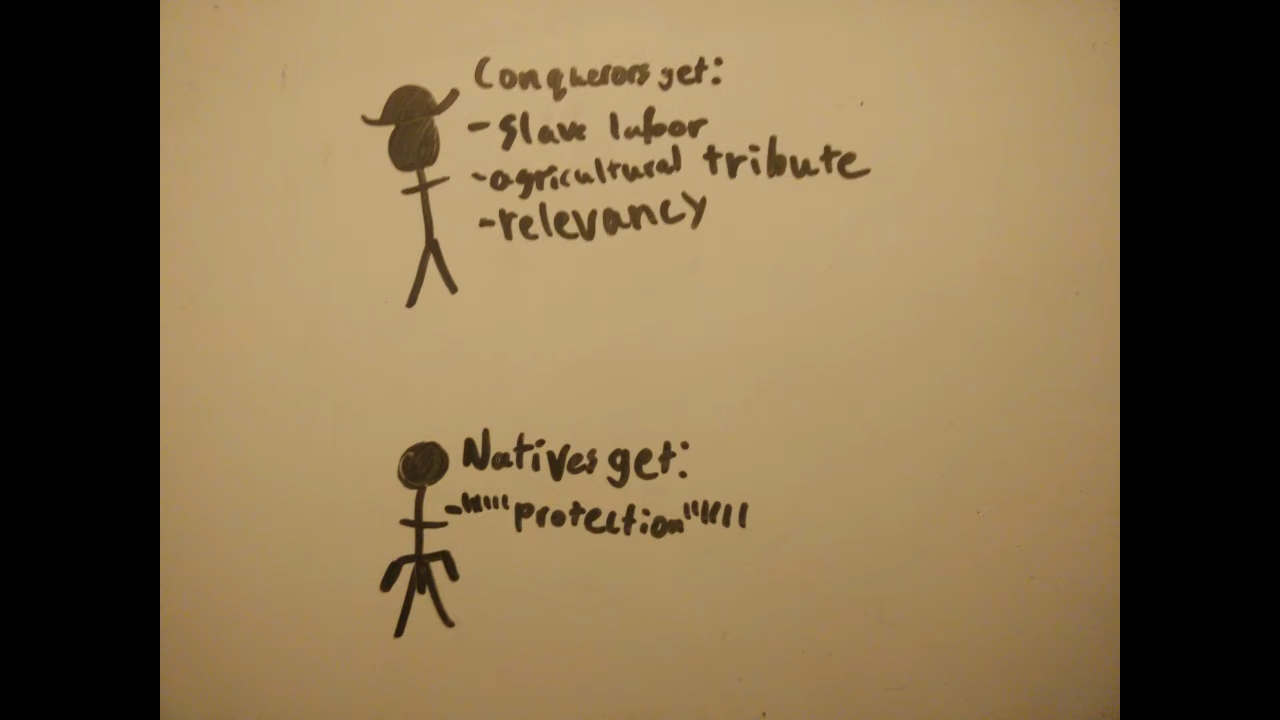 Conquerors get:
- slave labor
- agricultural tribute
- relevancy
Natives get:
- """"protection""""""